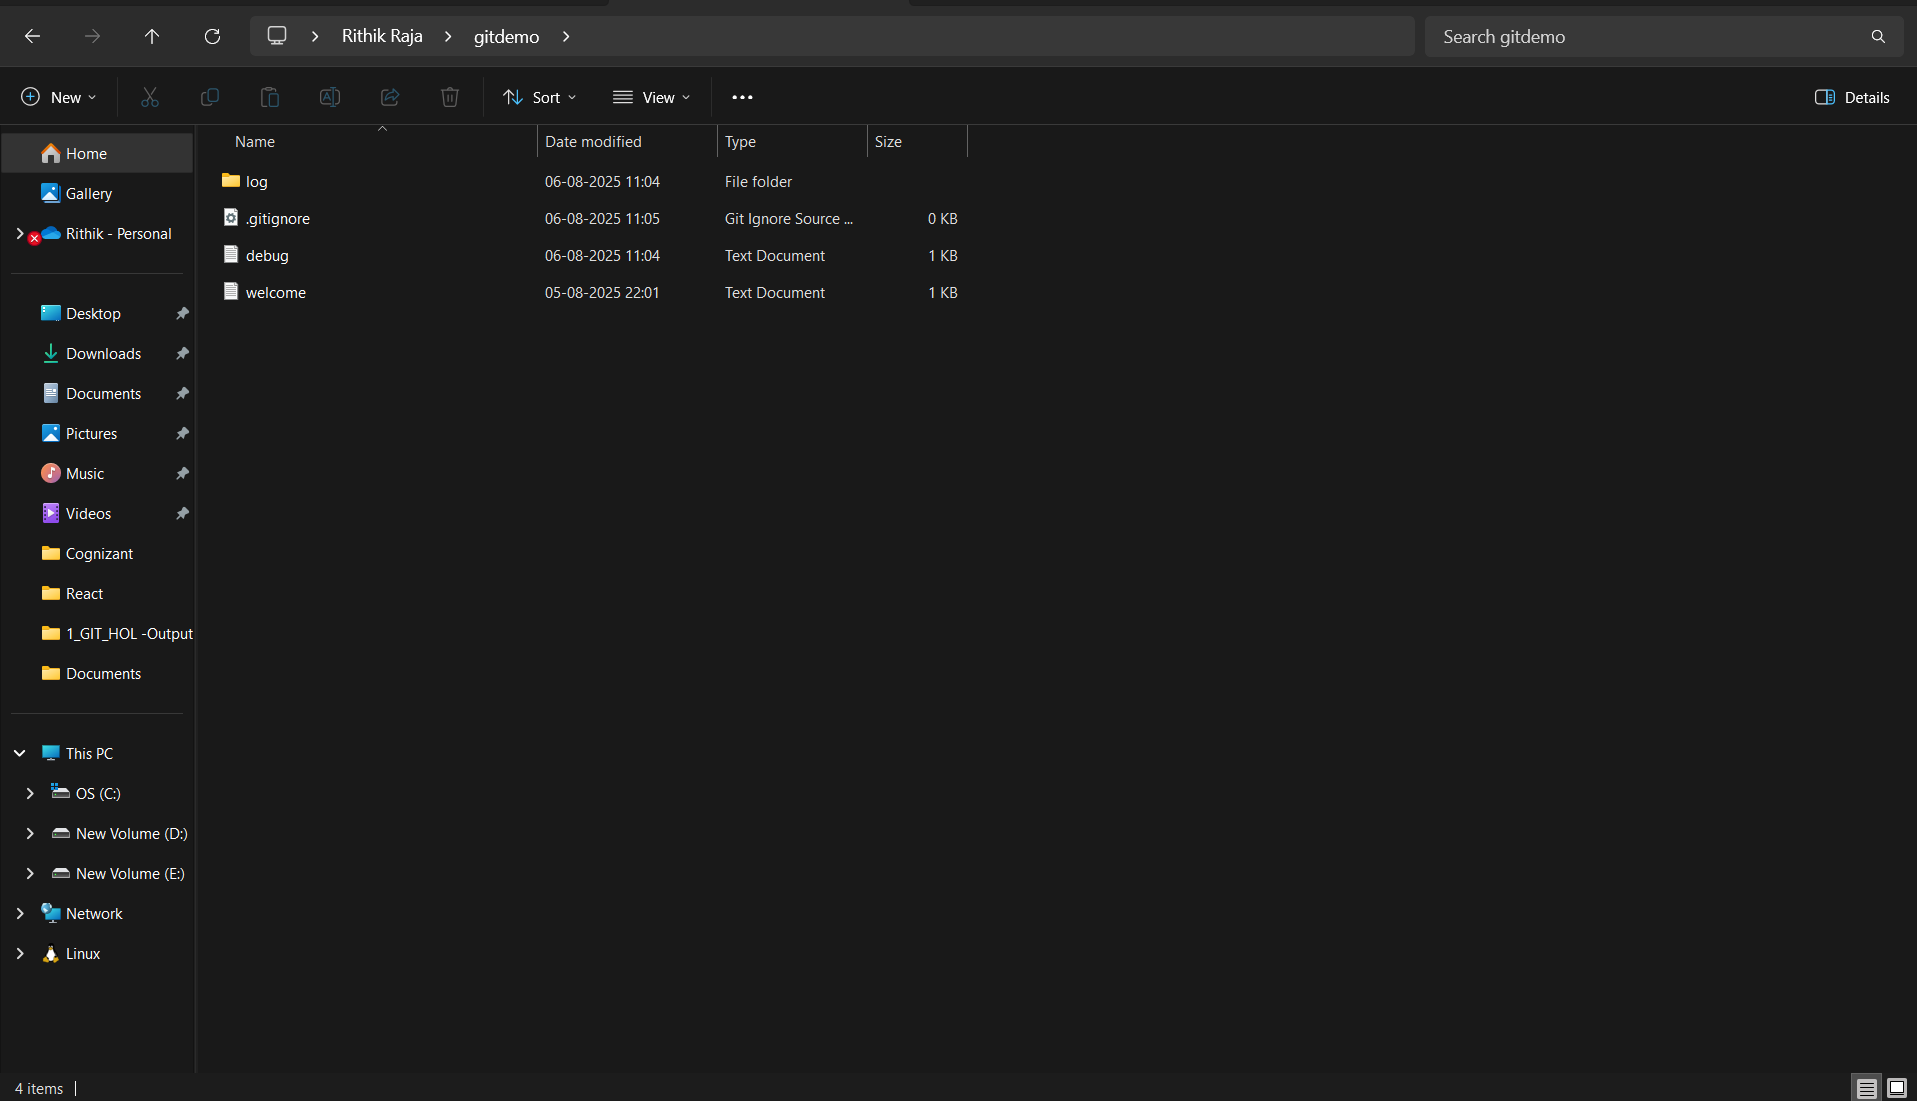 Rithik Raja gitdemo
Search gitdemo
New
Sort
View
Details
Name Date modified Type Size
log 06-08-2025 11:04 File folder
.gitignore 06-08-2025 11:05 Git Ignore Source ... 0 KB
debug 06-08-2025 11:04 Text Document 1 KB
welcome 05-08-2025 22:01 Text Document 1 KB
Home
Gallery
Rithik - Personal
Desktop
Downloads
Documents
Pictures
Music
Videos
Cognizant
React
1_GIT_HOL -Output
Documents
This PC
OS (C:)
New Volume (D:)
New Volume (E:)
Network
Linux
4 items